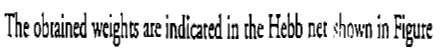 The obtained weights are indicated in the Hebb net shown in Figure